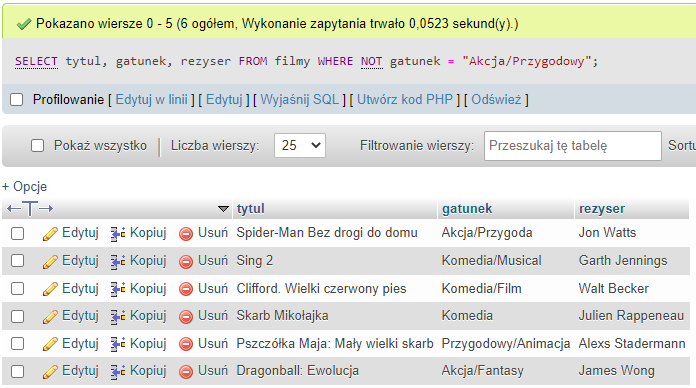 Pokazano wiersze 0 - 5 (6 ogółem, Wykonanie zapytania trwało 0,0523 sekund(y).)
SELECT tytul, gatunek, rezyser FROM filmy WHERE NOT gatunek = "Akcja/Przygodowy";
Profilowanie [ Edytuj w linii ] [ Edytuj ] [ Wyjaśnij SQL ] [ Utwórz kod PHP ] [ Odśwież ]
Pokaż wszystko | Liczba wierszy: 25 Filtrowanie wierszy: Przeszukaj tę tabelę Sortu
+ Opcje
←T→ tytul gatunek rezyser
Edytuj Kopiuj Usuń Spider-Man Bez drogi do domu Akcja/Przygoda Jon Watts
Edytuj Kopiuj Usuń Sing 2 Komedia/Musical Garth Jennings
Edytuj Kopiuj Usuń Clifford. Wielki czerwony pies Komedia/Film Walt Becker
Edytuj Kopiuj Usuń Skarb Mikołajka Komedia Julien Rappeneau
Edytuj Kopiuj Usuń Pszczółka Maja: Mały wielki skarb Przygodowy/Animacja Alexs Stadermann
Edytuj Kopiuj Usuń Dragonball: Ewolucja Akcja/Fantasy James Wong